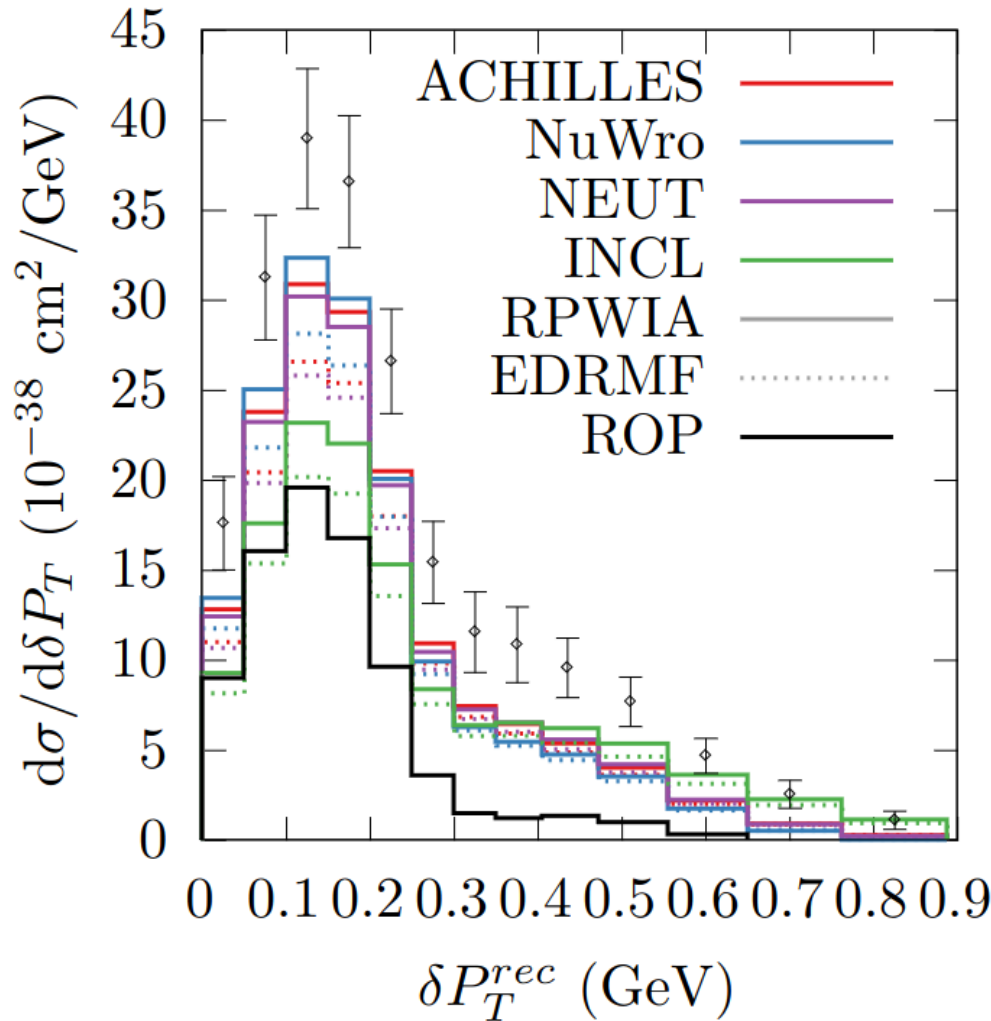 45
40
35
30
25
20
15
10
5
0
dσ/dδP_T (10^{−38} cm^2/GeV)
ACHILLES
NuWro
NEUT
INCL
RPWIA
EDRMF
ROP
0 0.1 0.2 0.3 0.4 0.5 0.6 0.7 0.8 0.9
δP_T^{rec} (GeV)